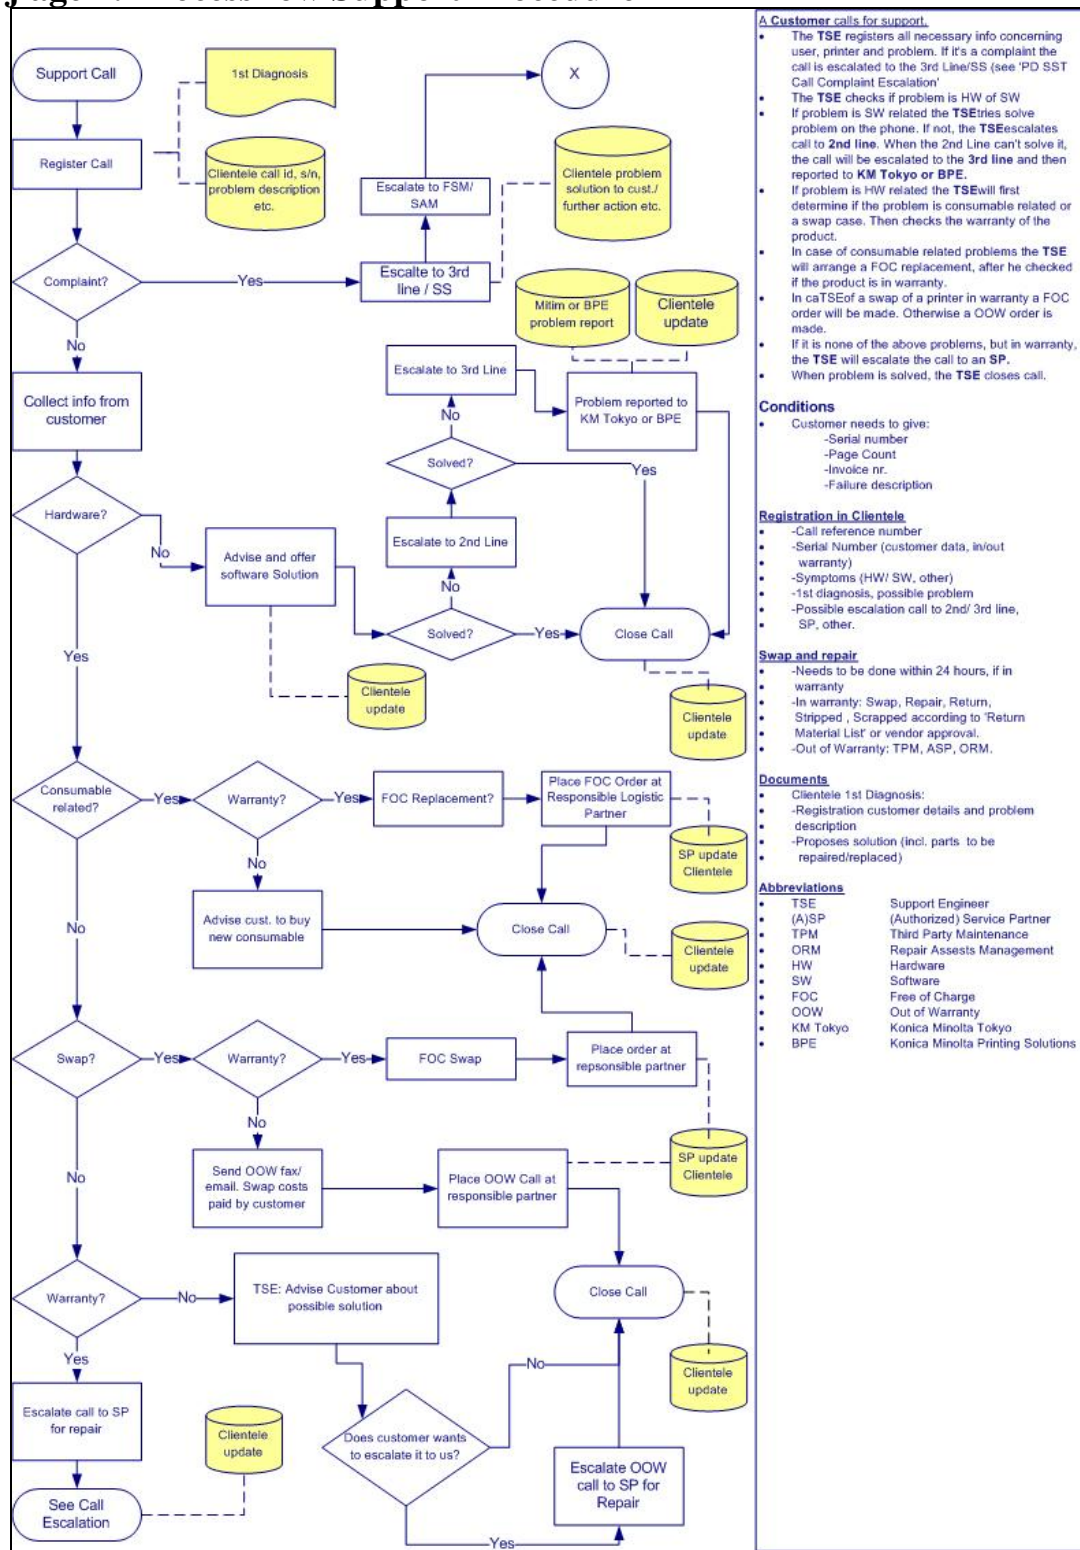 Support Call
1st Diagnosis
X
Register Call
Clientele call id, s/n,
problem description
etc.
Escalate to FSM/
SAM
Clientele problem
solution to cust./
further action etc.
Complaint?
Yes
Escalte to 3rd
line / SS
No
Mitim or BPE
problem report
Clientele
update
Collect info from
customer
Escalate to 3rd Line
Problem reported to
KM Tokyo or BPE
No
Solved?
Yes
Hardware?
No
Advise and offer
software Solution
Escalate to 2nd Line
No
Solved?
Yes
Close Call
Yes
Clientele
update
Clientele
update
Consumable
related?
Yes
Warranty?
Yes
FOC Replacement?
Place FOC Order at
Responsible Logistic
Partner
No
SP update
Clientele
No
Advise cust. to buy
new consumable
Close Call
Clientele
update
Swap?
Yes
Warranty?
Yes
FOC Swap
Place order at
repsonsible partner
No
No
Send OOW fax/
email. Swap costs
paid by customer
Place OOW Call at
responsible partner
SP update
Clientele
Warranty?
No
TSE: Advise Customer about
possible solution
Close Call
Yes
No
Clientele
update
Escalate call to SP
for repair
Clientele
update
Does customer wants
to escalate it to us?
Escalate OOW
call to SP for
Repair
See Call
Escalation
Yes
A Customer calls for support.
• The TSE registers all necessary info concerning
user, printer and problem. If it's a complaint the
call is escalated to the 3rd Line/SS (see 'PD SST
Call Complaint Escalation'
• The TSE checks if problem is HW of SW
• If problem is SW related the TSEtries solve
problem on the phone. If not, the TSEescalates
call to 2nd line. When the 2nd Line can't solve it,
the call will be escalated to the 3rd line and then
reported to KM Tokyo or BPE.
• If problem is HW related the TSEwill first
determine if the problem is consumable related or
a swap case. Then checks the warranty of the
product.
• In case of consumable related problems the TSE
will arrange a FOC replacement, after he checked
if the product is in warranty.
• In caTSEof a swap of a printer in warranty a FOC
order will be made. Otherwise a OOW order is
made.
• If it is none of the above problems, but in warranty,
the TSE will escalate the call to an SP.
• When problem is solved, the TSE closes call.
Conditions
• Customer needs to give:
-Serial number
-Page Count
-Invoice nr.
-Failure description
Registration in Clientele
• -Call reference number
• -Serial Number (customer data, in/out
• warranty)
• -Symptoms (HW/ SW, other)
• -1st diagnosis, possible problem
• -Possible escalation call to 2nd/ 3rd line,
• SP, other.
Swap and repair
• -Needs to be done within 24 hours, if in
• warranty
• -In warranty: Swap, Repair, Return,
• Stripped , Scrapped according to 'Return
• Material List' or vendor approval.
• -Out of Warranty: TPM, ASP, ORM.
Documents
• Clientele 1st Diagnosis:
• -Registration customer details and problem
• description
• -Proposes solution (incl. parts to be
• repaired/replaced)
Abbreviations
• TSE Support Engineer
• (A)SP (Authorized) Service Partner
• TPM Third Party Maintenance
• ORM Repair Assests Management
• HW Hardware
• SW Software
• FOC Free of Charge
• OOW Out of Warranty
• KM Tokyo Konica Minolta Tokyo
• BPE Konica Minolta Printing Solutions